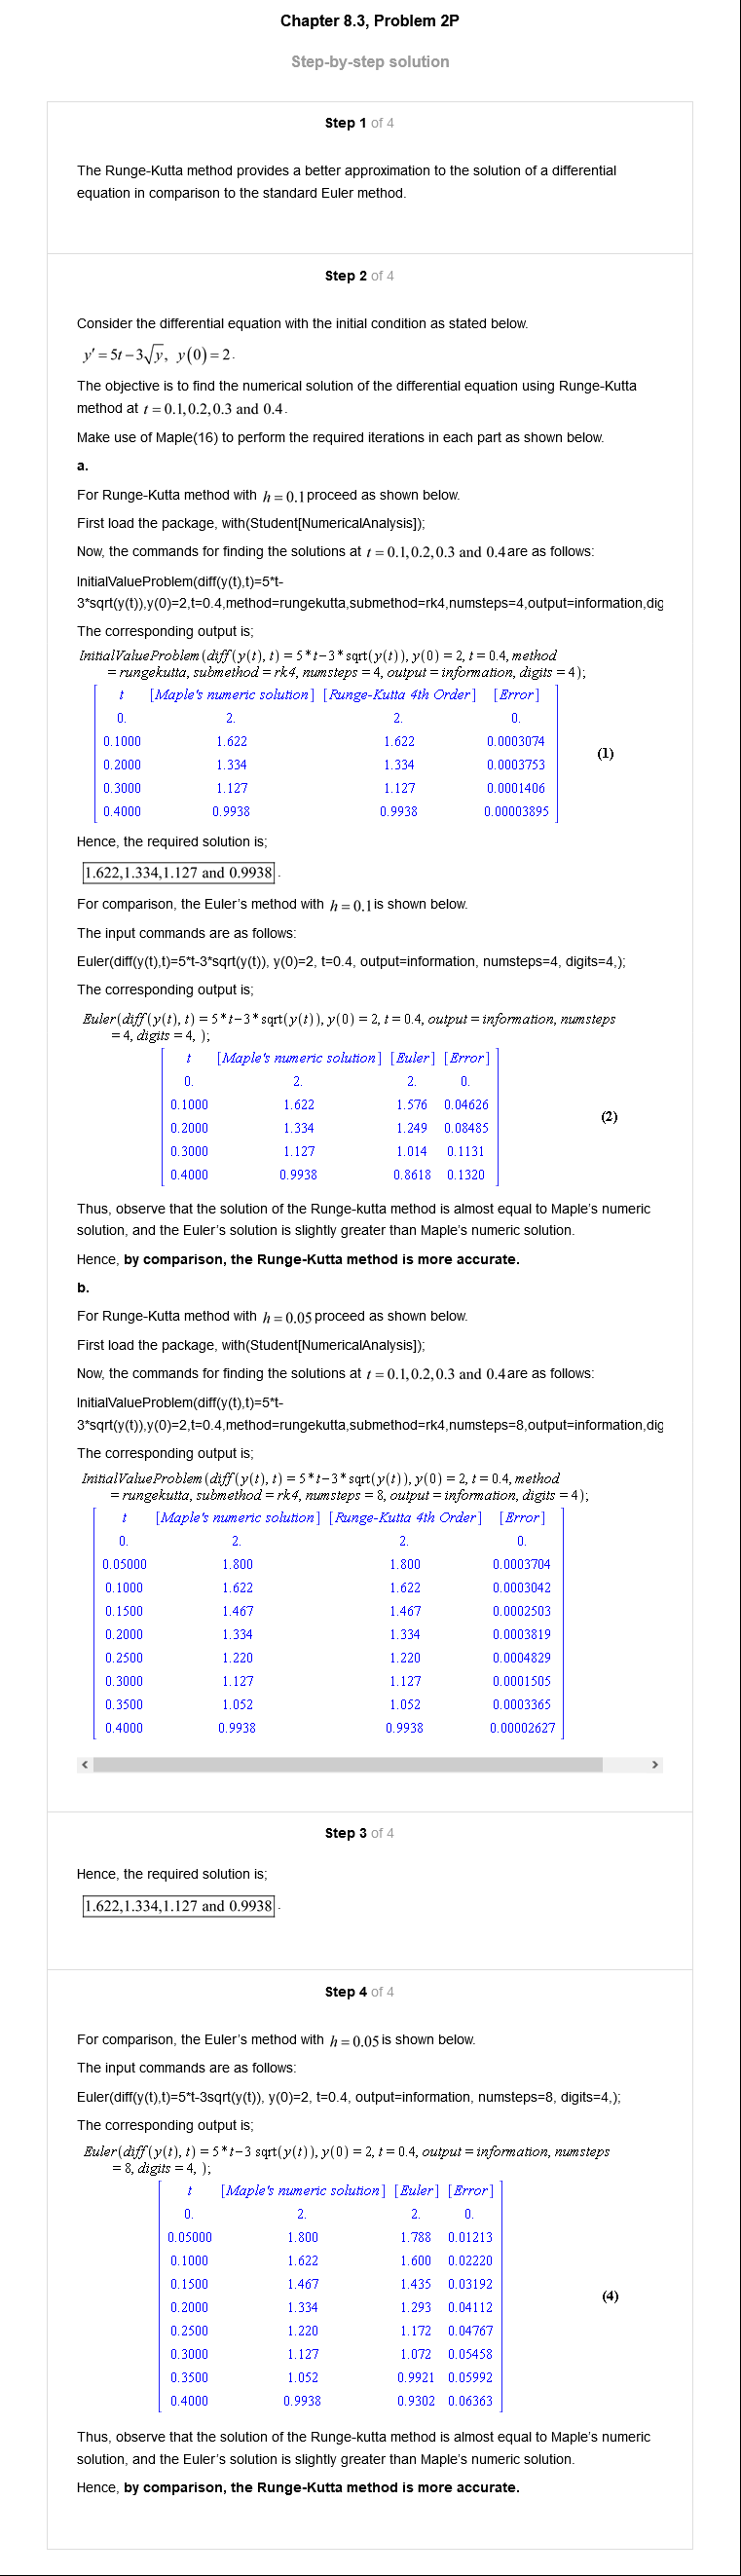 Chapter 8.3, Problem 2P
Step-by-step solution
Step 1 of 4
The Runge-Kutta method provides a better approximation to the solution of a differential
equation in comparison to the standard Euler method.
Step 2 of 4
Consider the differential equation with the initial condition as stated below.
y′ = 5t − 3√y, y(0) = 2.
The objective is to find the numerical solution of the differential equation using Runge-Kutta
method at t = 0.1, 0.2, 0.3 and 0.4.
Make use of Maple(16) to perform the required iterations in each part as shown below.
a.
For Runge-Kutta method with h = 0.1 proceed as shown below.
First load the package, with(Student[NumericalAnalysis]);
Now, the commands for finding the solutions at t = 0.1, 0.2, 0.3 and 0.4 are as follows:
InitialValueProblem(diff(y(t),t)=5*t-
3*sqrt(y(t)),y(0)=2,t=0.4,method=rungekutta,submethod=rk4,numsteps=4,output=information,dig
The corresponding output is;
InitialValueProblem(diff(y(t), t) = 5*t−3*sqrt(y(t)), y(0) = 2, t = 0.4, method
= rungekutta, submethod = rk4, numsteps = 4, output = information, digits = 4);
t [Maple's numeric solution] [Runge-Kutta 4th Order] [Error]
0. 2. 2. 0.
0.1000 1.622 1.622 0.0003074
0.2000 1.334 1.334 0.0003753
(1)
0.3000 1.127 1.127 0.0001406
0.4000 0.9938 0.9938 0.00003895
Hence, the required solution is;
1.622,1.334,1.127 and 0.9938.
For comparison, the Euler's method with h = 0.1 is shown below.
The input commands are as follows:
Euler(diff(y(t),t)=5*t-3*sqrt(y(t)), y(0)=2, t=0.4, output=information, numsteps=4, digits=4,);
The corresponding output is;
Euler(diff(y(t), t) = 5*t−3*sqrt(y(t)), y(0) = 2, t = 0.4, output = information, numsteps
= 4, digits = 4, );
t [Maple's numeric solution] [Euler] [Error]
0. 2. 2. 0.
0.1000 1.622 1.576 0.04626
(2)
0.2000 1.334 1.249 0.08485
0.3000 1.127 1.014 0.1131
0.4000 0.9938 0.8618 0.1320
Thus, observe that the solution of the Runge-kutta method is almost equal to Maple's numeric
solution, and the Euler's solution is slightly greater than Maple's numeric solution.
Hence, by comparison, the Runge-Kutta method is more accurate.
b.
For Runge-Kutta method with h = 0.05 proceed as shown below.
First load the package, with(Student[NumericalAnalysis]);
Now, the commands for finding the solutions at t = 0.1, 0.2, 0.3 and 0.4 are as follows:
InitialValueProblem(diff(y(t),t)=5*t-
3*sqrt(y(t)),y(0)=2,t=0.4,method=rungekutta,submethod=rk4,numsteps=8,output=information,dig
The corresponding output is;
InitialValueProblem(diff(y(t), t) = 5*t−3*sqrt(y(t)), y(0) = 2, t = 0.4, method
= rungekutta, submethod = rk4, numsteps = 8, output = information, digits = 4);
t [Maple's numeric solution] [Runge-Kutta 4th Order] [Error]
0. 2. 2. 0.
0.05000 1.800 1.800 0.0003704
0.1000 1.622 1.622 0.0003042
0.1500 1.467 1.467 0.0002503
0.2000 1.334 1.334 0.0003819
0.2500 1.220 1.220 0.0004829
0.3000 1.127 1.127 0.0001505
0.3500 1.052 1.052 0.0003365
0.4000 0.9938 0.9938 0.00002627
Step 3 of 4
Hence, the required solution is;
1.622,1.334,1.127 and 0.9938.
Step 4 of 4
For comparison, the Euler's method with h = 0.05 is shown below.
The input commands are as follows:
Euler(diff(y(t),t)=5*t-3sqrt(y(t)), y(0)=2, t=0.4, output=information, numsteps=8, digits=4,);
The corresponding output is;
Euler(diff(y(t), t) = 5*t−3 sqrt(y(t)), y(0) = 2, t = 0.4, output = information, numsteps
= 8, digits = 4, );
t [Maple's numeric solution] [Euler] [Error]
0. 2. 2. 0.
0.05000 1.800 1.788 0.01213
0.1000 1.622 1.600 0.02220
0.1500 1.467 1.435 0.03192
(4)
0.2000 1.334 1.293 0.04112
0.2500 1.220 1.172 0.04767
0.3000 1.127 1.072 0.05458
0.3500 1.052 0.9921 0.05992
0.4000 0.9938 0.9302 0.06363
Thus, observe that the solution of the Runge-kutta method is almost equal to Maple's numeric
solution, and the Euler's solution is slightly greater than Maple's numeric solution.
Hence, by comparison, the Runge-Kutta method is more accurate.